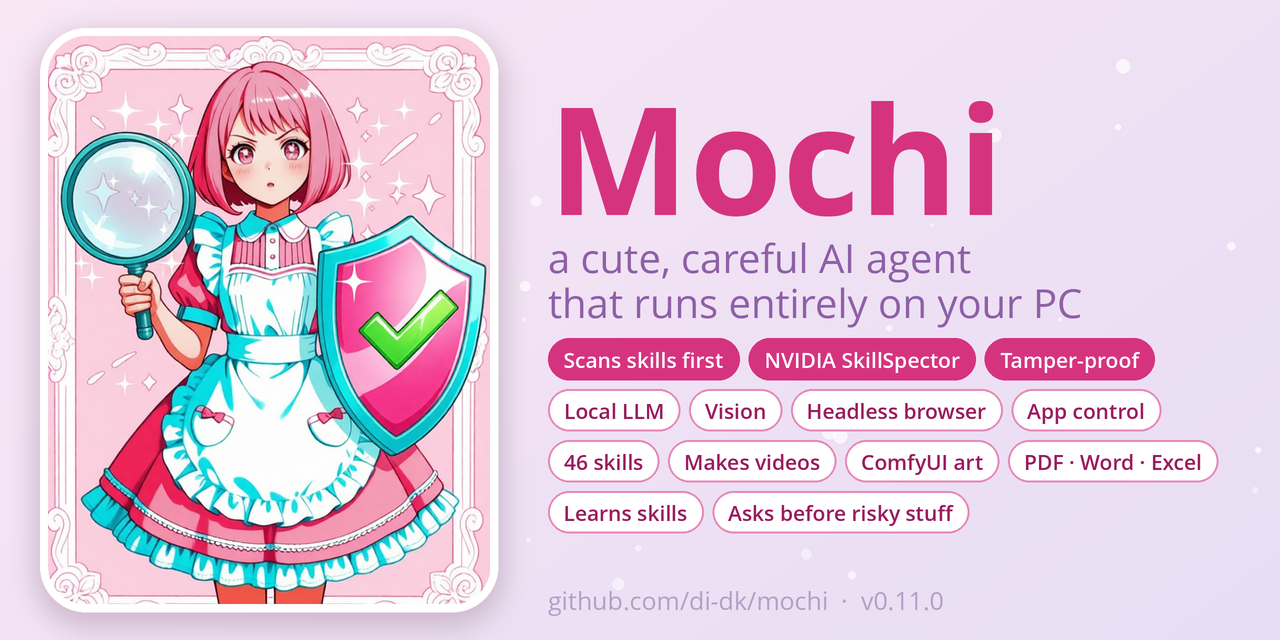 Mochi
a cute, careful AI agent
that runs entirely on your PC
Scans skills first NVIDIA SkillSpector Tamper-proof
Local LLM Vision Headless browser App control
46 skills Makes videos ComfyUI art PDF · Word · Excel
Learns skills Asks before risky stuff
github.com/di-dk/mochi · v0.11.0